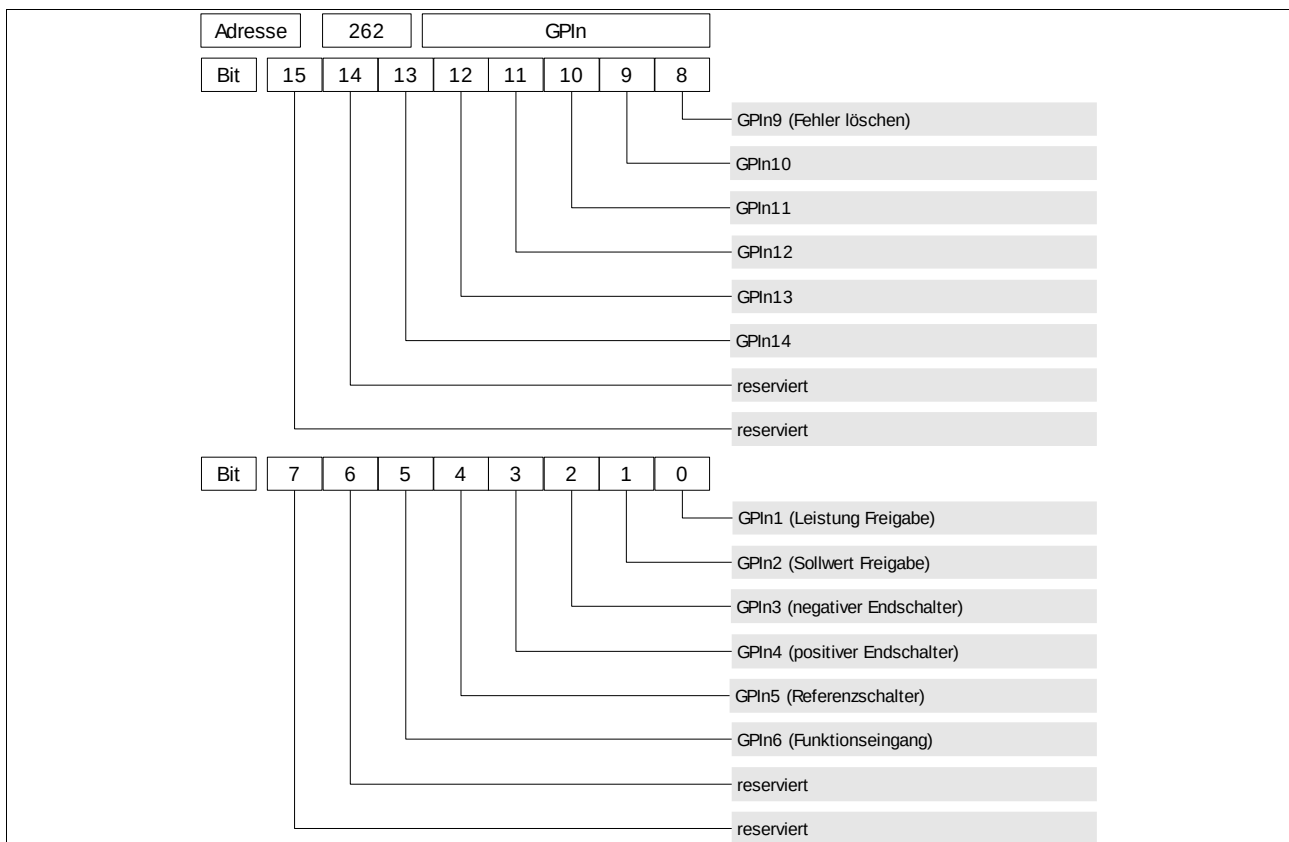 Adresse 262 GPIn
Bit 15 14 13 12 11 10 9 8
GPIn9 (Fehler löschen)
GPIn10
GPIn11
GPIn12
GPIn13
GPIn14
reserviert
reserviert
Bit 7 6 5 4 3 2 1 0
GPIn1 (Leistung Freigabe)
GPIn2 (Sollwert Freigabe)
GPIn3 (negativer Endschalter)
GPIn4 (positiver Endschalter)
GPIn5 (Referenzschalter)
GPIn6 (Funktionseingang)
reserviert
reserviert